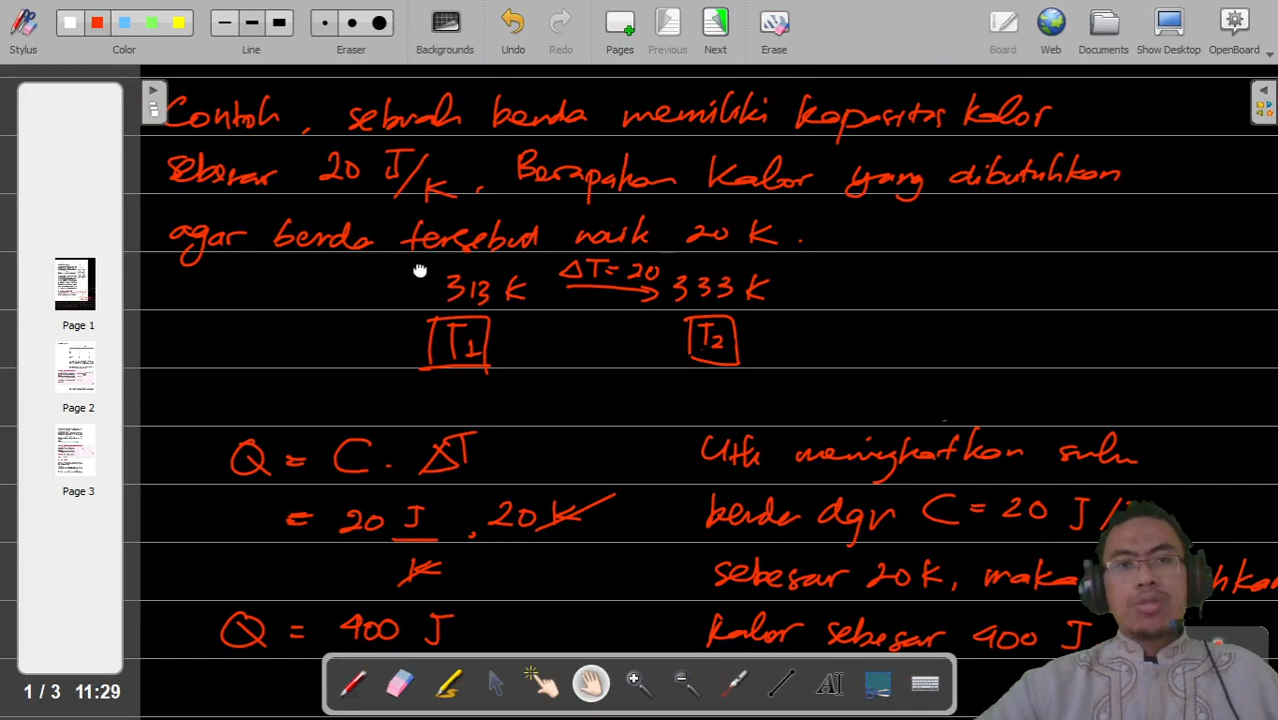 Stylus
Color
Line
Eraser
Backgrounds
Undo
Redo
Pages
Previous
Next
Erase
Board
Web
Documents
Show Desktop
OpenBoard
Contoh, sebuah benda memiliki kapasitas kalor
sebesar 20 J/K. Berapakan kalor yang dibutuhkan
agar benda tersebut naik 20 K.
313 K ΔT = 20 333 K
T1 T2
Q = C . ΔT
= 20 J . 20 K
K
Q = 400 J
Utk meningkatkan suhu
benda dgn C = 20 J/
sebesar 20 K, maka
kalor sebesar 400 J
Page 1
Page 2
Page 3
1 / 3 11:29
AI